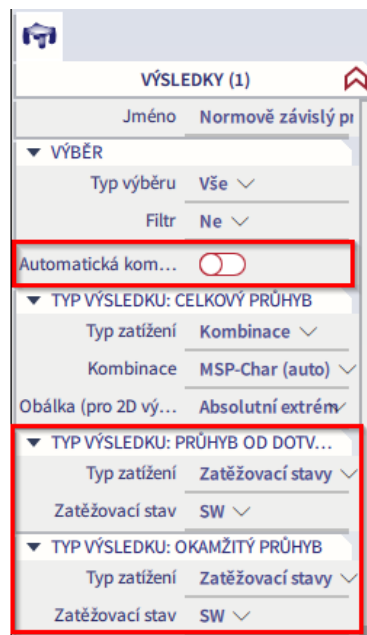 VÝSLEDKY (1)
Jméno Normově závislý pr
VÝBĚR
Typ výběru Vše
Filtr Ne
Automatická kom...
TYP VÝSLEDKU: CELKOVÝ PRŮHYB
Typ zatížení Kombinace
Kombinace MSP-Char (auto)
Obálka (pro 2D vý... Absolutní extrém
TYP VÝSLEDKU: PRŮHYB OD DOTV...
Typ zatížení Zatěžovací stavy
Zatěžovací stav SW
TYP VÝSLEDKU: OKAMŽITÝ PRŮHYB
Typ zatížení Zatěžovací stavy
Zatěžovací stav SW